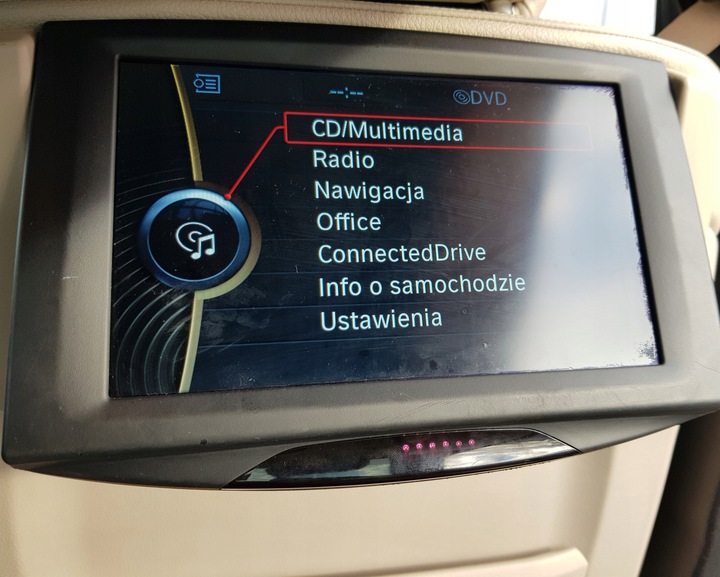 --:-- DVD
CD/Multimedia
Radio
Nawigacja
Office
ConnectedDrive
Info o samochodzie
Ustawienia